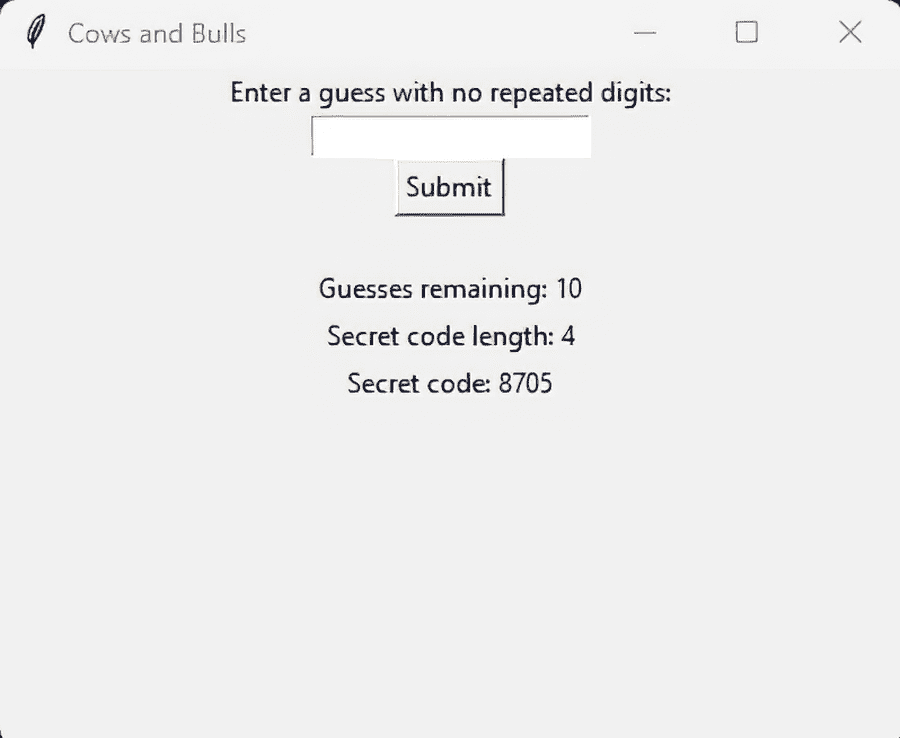 Cows and Bulls
Enter a guess with no repeated digits:
Submit
Guesses remaining: 10
Secret code length: 4
Secret code: 8705